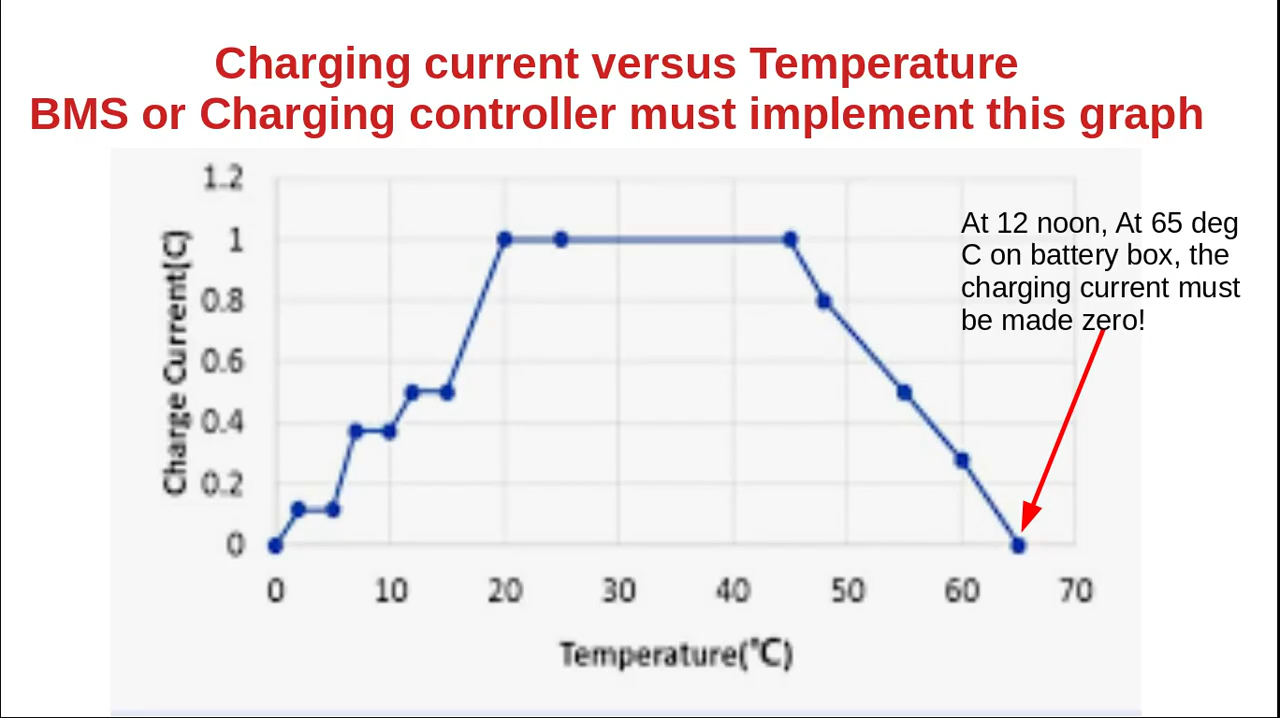 Charging current versus Temperature
BMS or Charging controller must implement this graph
1.2
1
0.8
0.6
0.4
0.2
0
Charge Current(C)
At 12 noon, At 65 deg
C on battery box, the
charging current must
be made zero!
0 10 20 30 40 50 60 70
Temperature(℃)